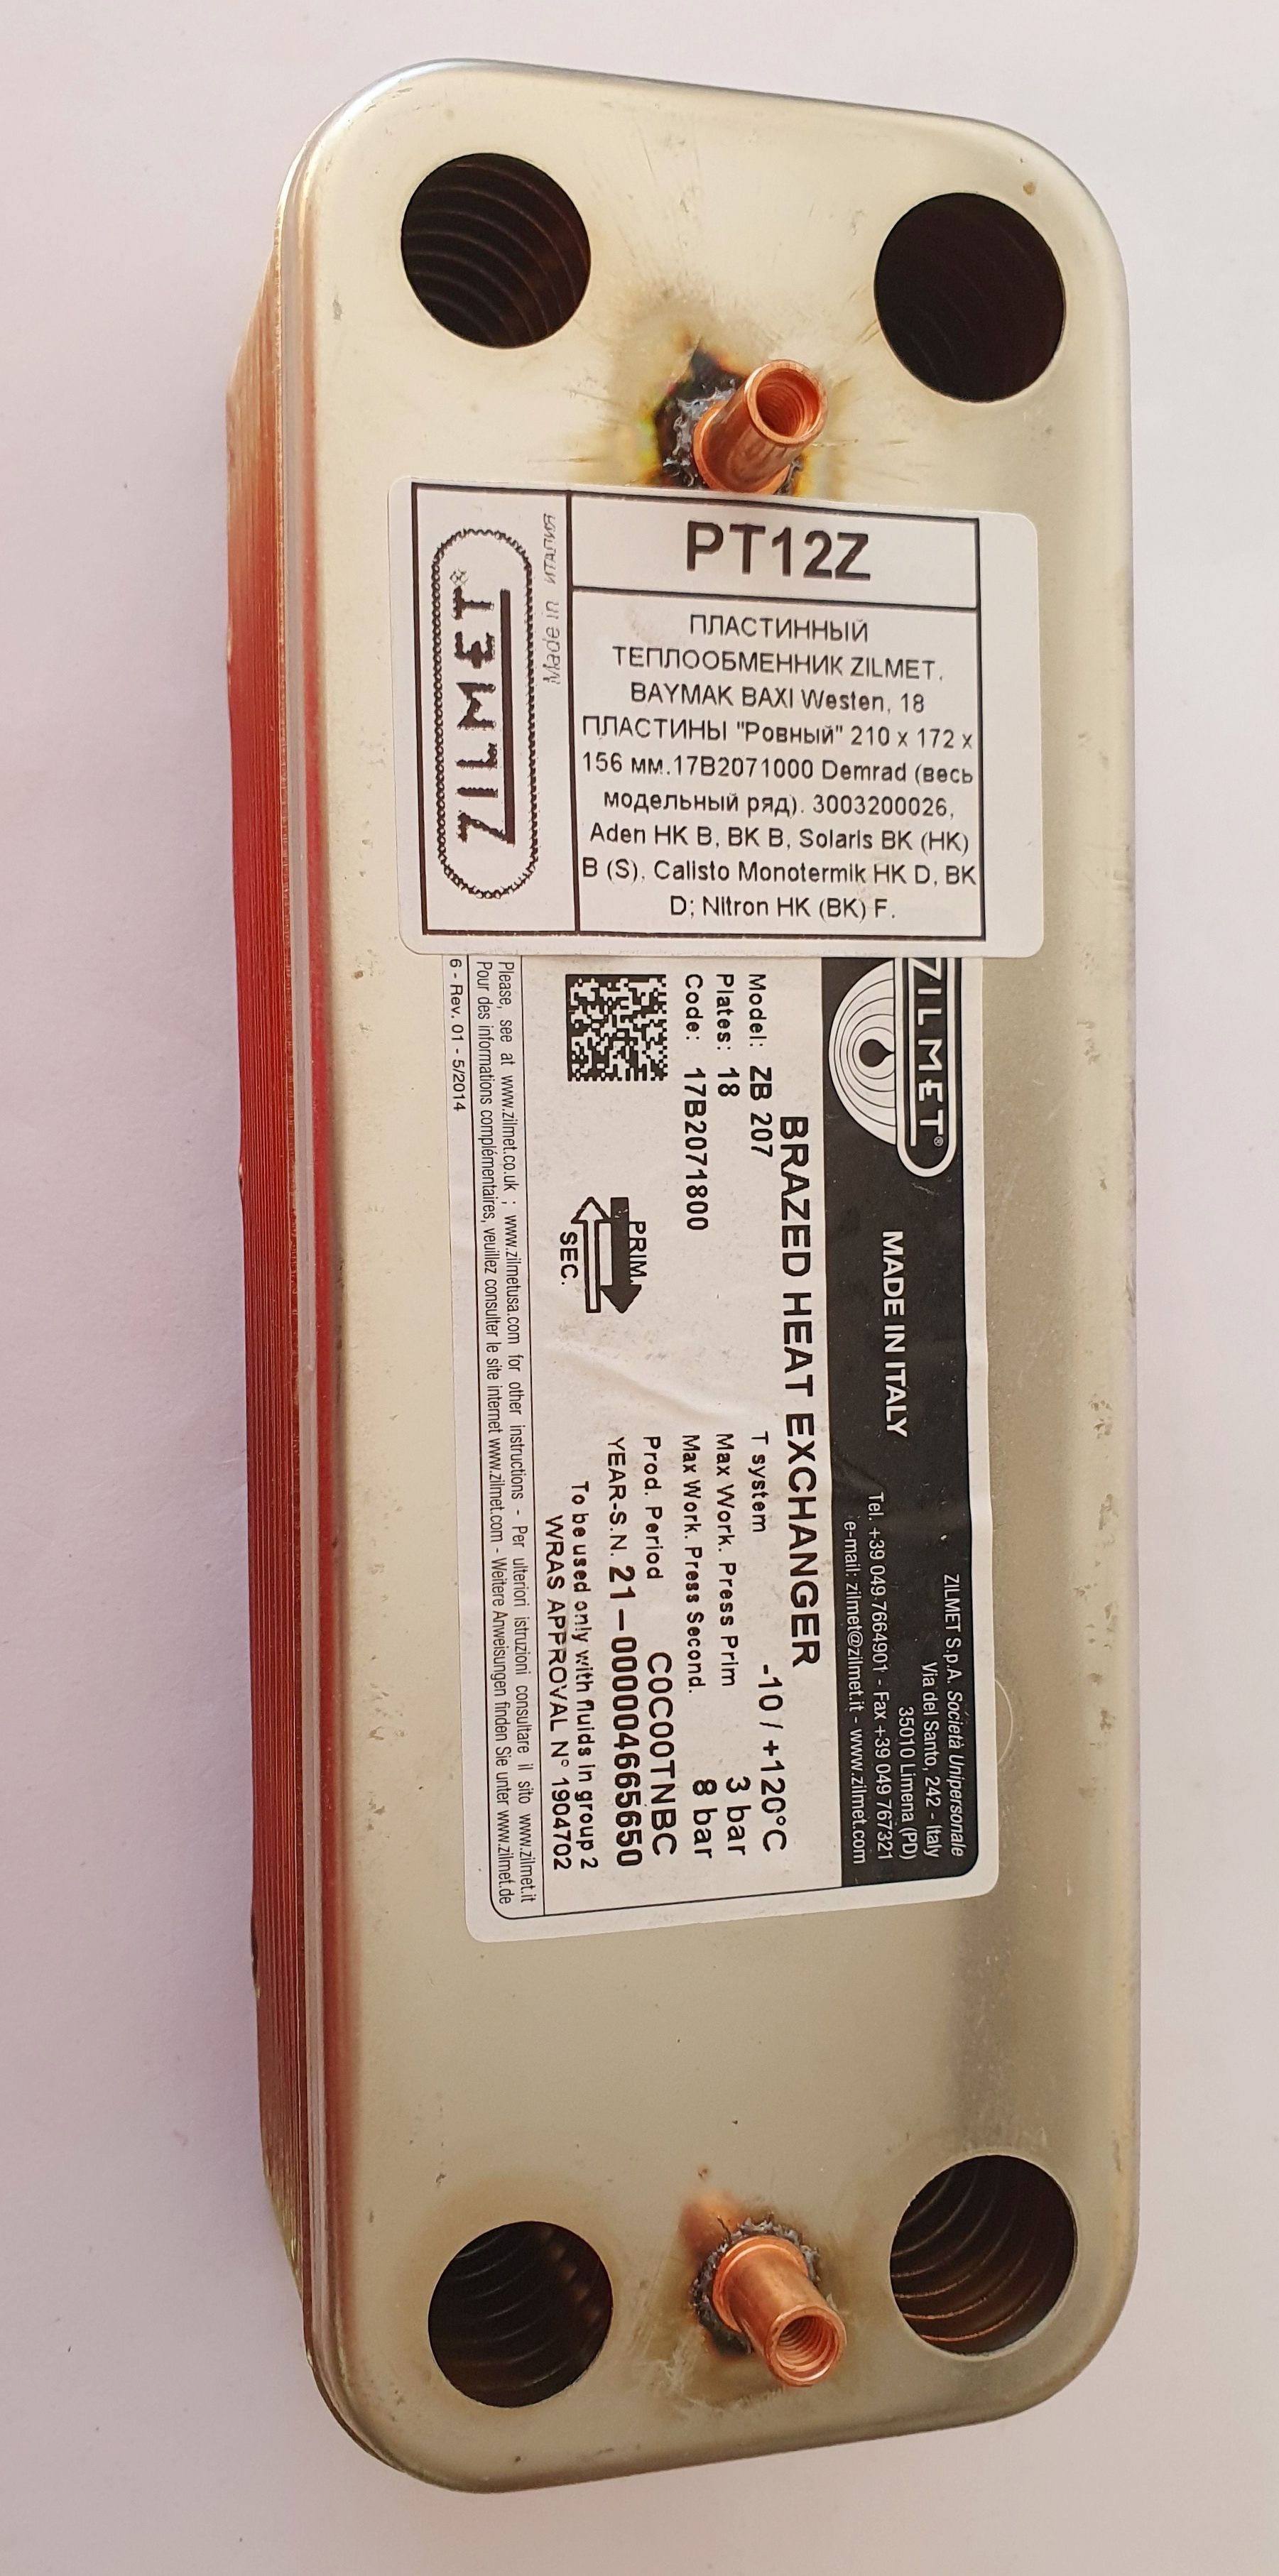 PT12Z
ПЛАСТИННЫЙ
ТЕПЛООБМЕННИК ZILMET.
BAYMAK BAXI Westen, 18
ПЛАСТИНЫ "Ровный" 210 x 172 x
156 мм.17B2071000 Demrad (весь
модельный ряд). 3003200026,
Aden HK B, BK B, Solaris BK (HK)
B (S), Calisto Monotermik HK D, BK
D; Nitron HK (BK) F.
Made in
ZILMET
ZILMET®
MADE IN ITALY
ZILMET S.p.A. Società Unipersonale
Via del Santo, 242 - Italy
35010 Limena (PD)
Tel. +39 049.7664901 - Fax +39 049 767321
e-mail: zilmet@zilmet.it - www.zilmet.com
BRAZED HEAT EXCHANGER
Model: ZB 207
Plates: 18
Code: 17B2071800
PRIM.
SEC.
T system -10 / +120°C
Max Work. Press Prim 3 bar
Max Work. Press Second. 8 bar
Prod. Period C0C00TNBC
YEAR-S.N. 21–000004665650
To be used only with fluids in group 2
WRAS APPROVAL N° 1904702
Please, see at www.zilmet.co.uk ; www.zilmetusa.com for other instructions - Per ulteriori istruzioni consultare il sito www.zilmet.it
Pour des informations complémentaires, veuillez consulter le site internet www.zilmet.com - Weitere Anweisungen finden Sie unter www.zilmet.de
6 - Rev. 01 - 5/2014